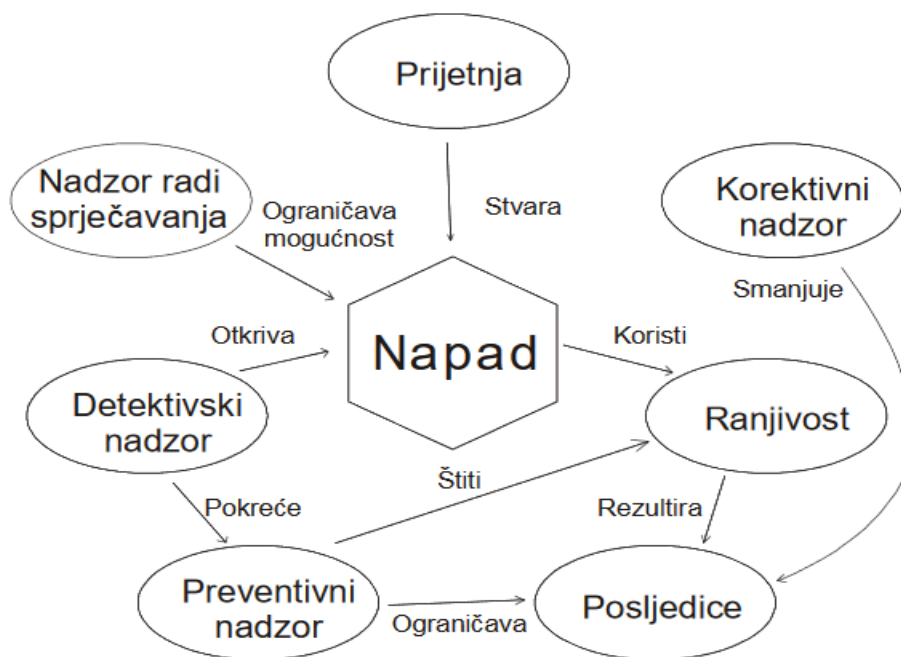 Prijetnja
Nadzor radi
sprječavanja
Korektivni
nadzor
Ograničava
mogućnost
Stvara
Smanjuje
Otkriva
Napad
Koristi
Detektivski
nadzor
Ranjivost
Štiti
Pokreće
Rezultira
Preventivni
nadzor
Ograničava
Posljedice